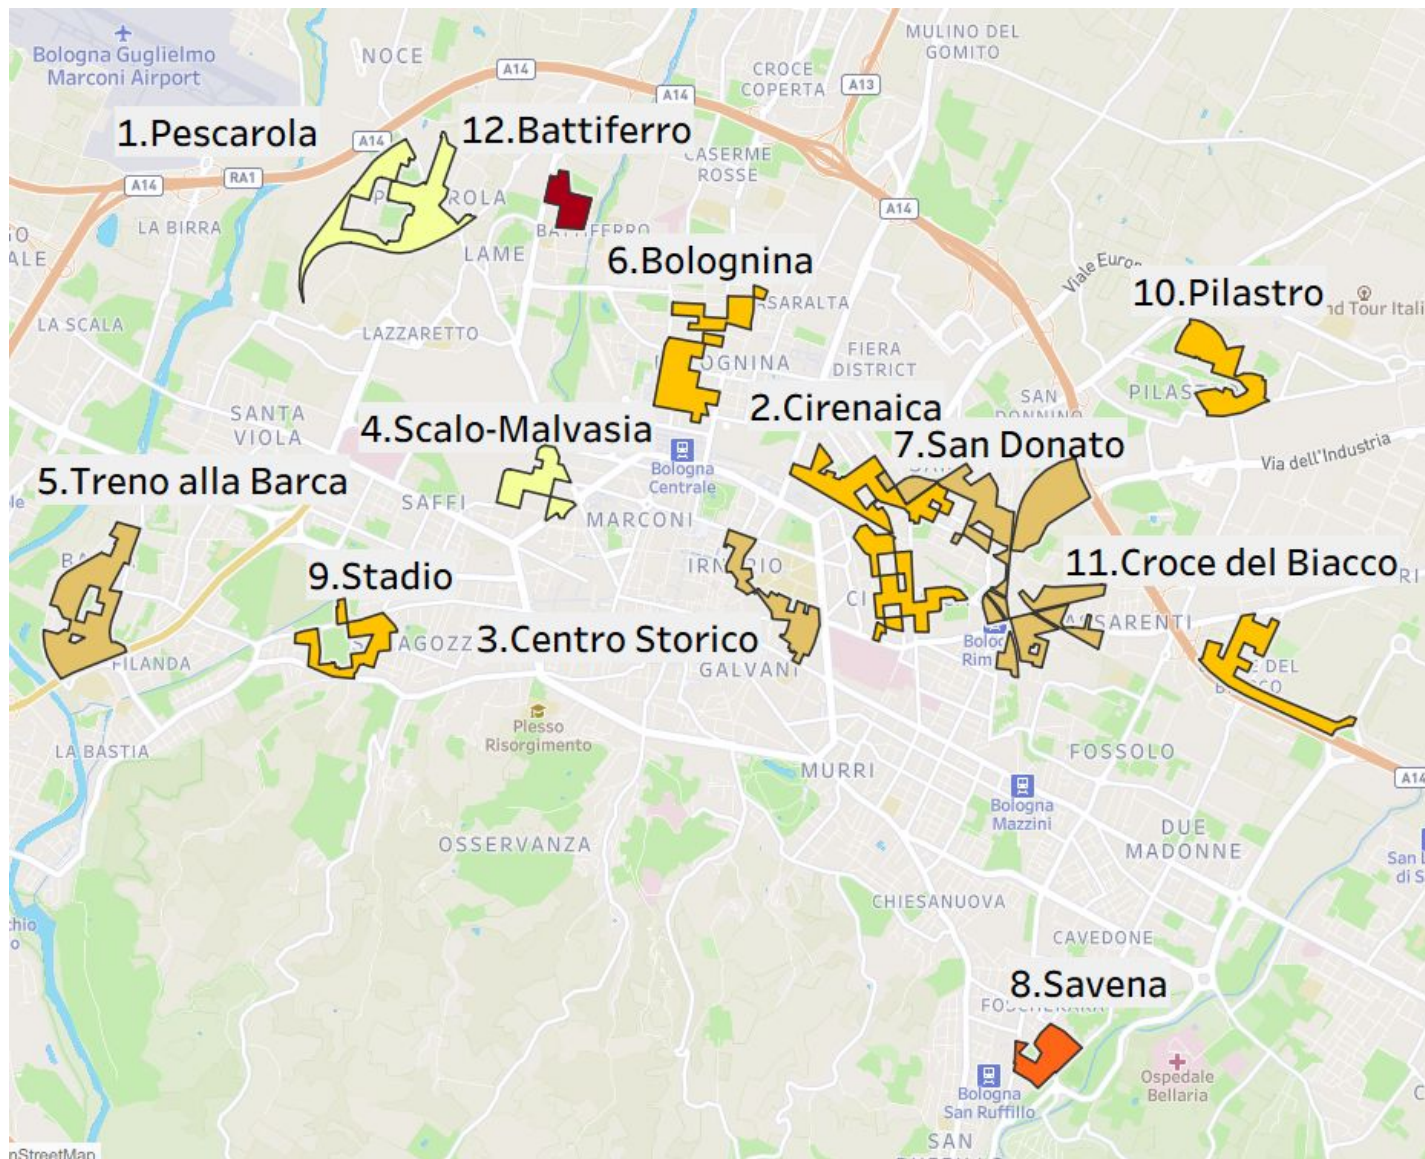 MULINO DEL
GOMITO
NOCE
Bologna Guglielmo
Marconi Airport
A14
CROCE
COPERTA
A13
A14
1.Pescarola
12.Battiferro
A14
CASERME
ROSSE
RA1
A14
A14
LA BIRRA
LAME
6.Bolognina
Viale
10.Pilastro
LA SCALA
LAZZARETTO
FIERA
DISTRICT
SAN
2.Cirenaica
SANTA
VIOLA
4.Scalo-Malvasia
7.San Donato
Bologna
Centrale
Via dell'Industria
5.Treno alla Barca
SAFFI
MARCONI
9.Stadio
11.Croce del Biacco
3.Centro Storico
FILANDA
GALVANI
Plesso
Risorgimento
LA BASTIA
FOSSOLO
MURRI
A14
Bologna
Mazzini
OSSERVANZA
DUE
MADONNE
CHIESANUOVA
CAVEDONE
8.Savena
Bologna
San Ruffillo
Ospedale
Bellaria
SAN